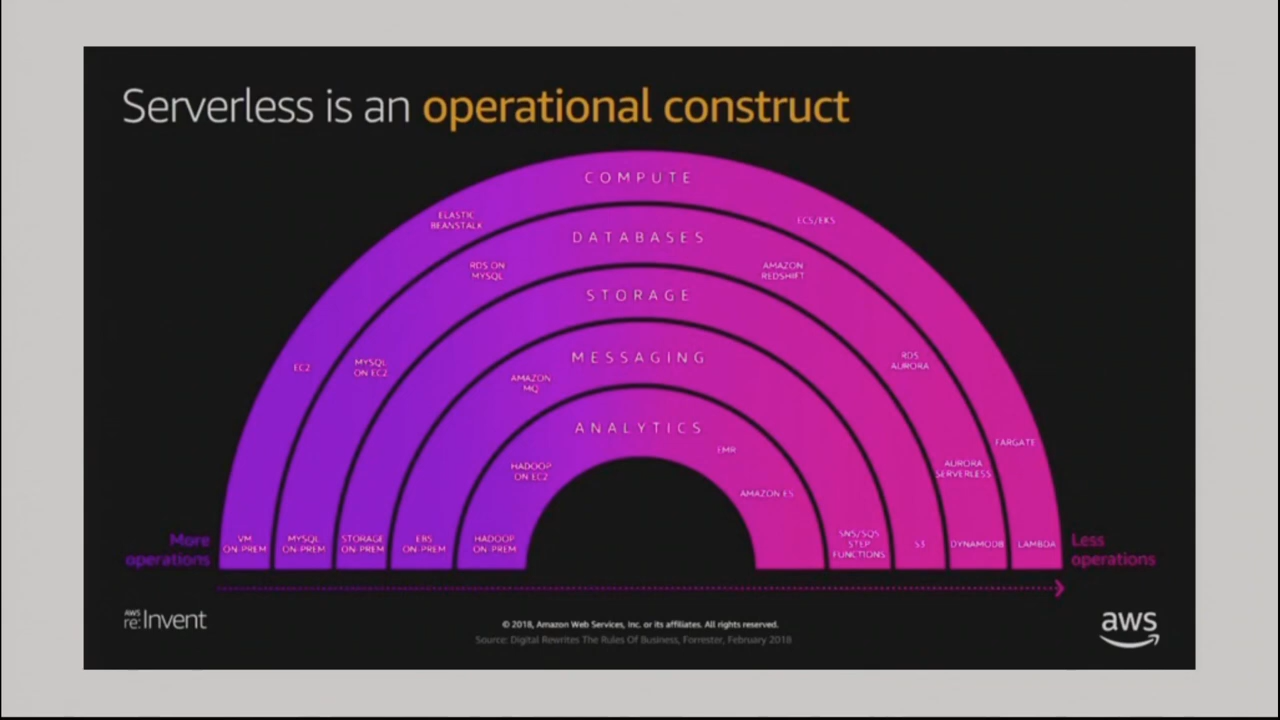 Serverless is an operational construct
COMPUTE
ELASTIC
BEANSTALK
ECS/EKS
DATABASES
RDS ON
MYSQL
AMAZON
REDSHIFT
STORAGE
MESSAGING
EC2
MYSQL
ON EC2
AMAZON
MQ
RDS
AURORA
ANALYTICS
EMR
FARGATE
HADOOP
ON EC2
AURORA
SERVERLESS
AMAZON ES
More
operations
VM
ON-PREM
MYSQL
ON-PREM
STORAGE
ON-PREM
EBS
ON-PREM
HADOOP
ON-PREM
SNS/SQS
STEP
FUNCTIONS
S3
DYNAMODB
LAMBDA
Less
operations
AWS
re:Invent
© 2018, Amazon Web Services, Inc. or its affiliates. All rights reserved.
Source: Digital Rewrites The Rules Of Business, Forrester, February 2018
aws